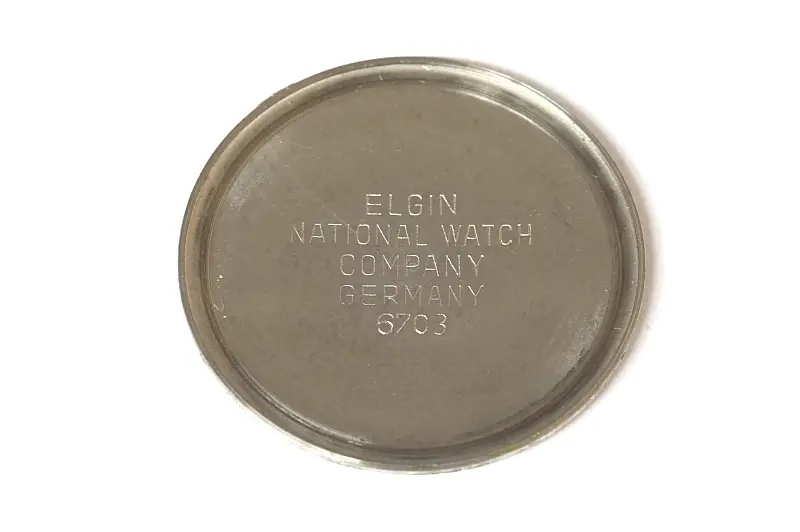 ELGIN
NATIONAL WATCH
COMPANY
GERMANY
6703